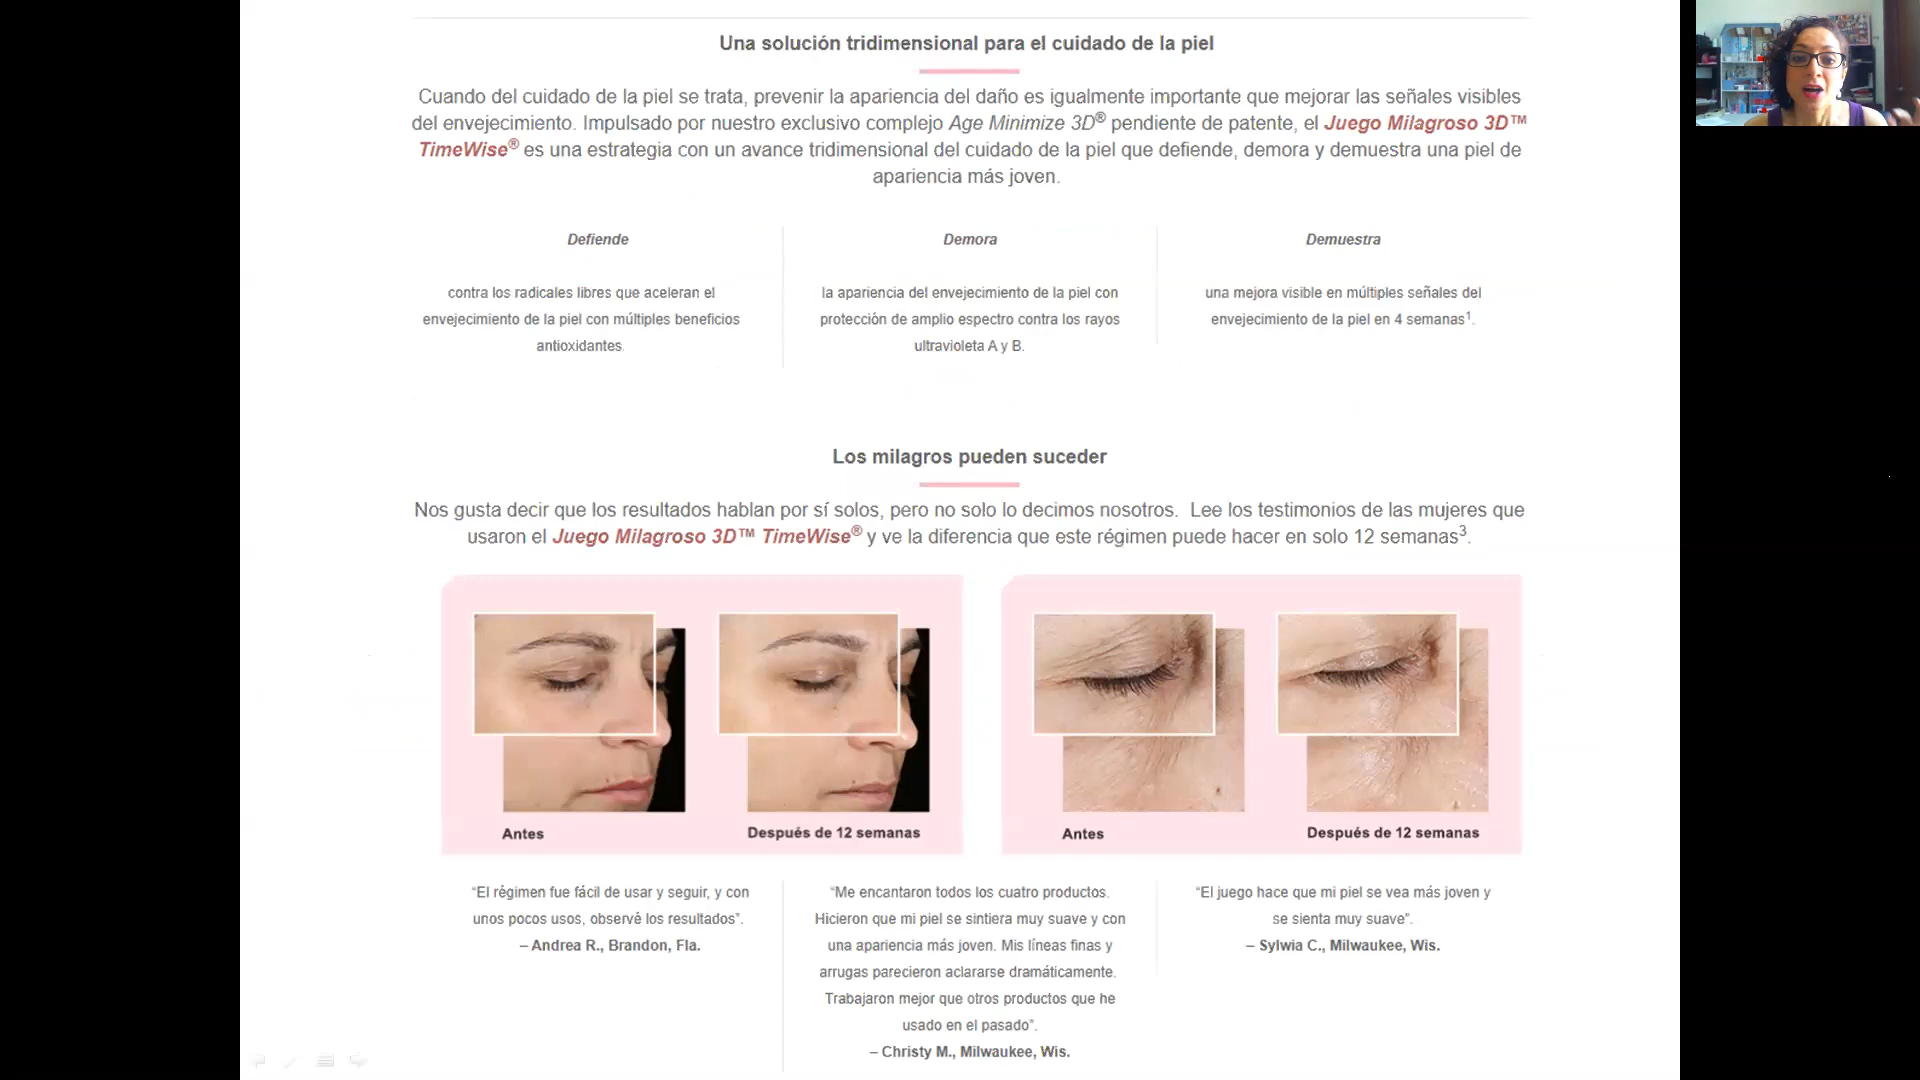 Una solución tridimensional para el cuidado de la piel
Cuando del cuidado de la piel se trata, prevenir la apariencia del daño es igualmente importante que mejorar las señales visibles
del envejecimiento. Impulsado por nuestro exclusivo complejo Age Minimize 3D® pendiente de patente, el Juego Milagroso 3D™
TimeWise® es una estrategia con un avance tridimensional del cuidado de la piel que defiende, demora y demuestra una piel de
apariencia más joven.
Defiende
contra los radicales libres que aceleran el
envejecimiento de la piel con múltiples beneficios
antioxidantes.
Demora
la apariencia del envejecimiento de la piel con
protección de amplio espectro contra los rayos
ultravioleta A y B.
Demuestra
una mejora visible en múltiples señales del
envejecimiento de la piel en 4 semanas¹.
Los milagros pueden suceder
Nos gusta decir que los resultados hablan por sí solos, pero no solo lo decimos nosotros. Lee los testimonios de las mujeres que
usaron el Juego Milagroso 3D™ TimeWise® y ve la diferencia que este régimen puede hacer en solo 12 semanas³.
Antes
Después de 12 semanas
Antes
Después de 12 semanas
“El régimen fue fácil de usar y seguir, y con
unos pocos usos, observé los resultados”.
– Andrea R., Brandon, Fla.
“Me encantaron todos los cuatro productos.
Hicieron que mi piel se sintiera muy suave y con
una apariencia más joven. Mis líneas finas y
arrugas parecieron aclararse dramáticamente.
Trabajaron mejor que otros productos que he
usado en el pasado”.
– Christy M., Milwaukee, Wis.
“El juego hace que mi piel se vea más joven y
se sienta muy suave”.
– Sylwia C., Milwaukee, Wis.